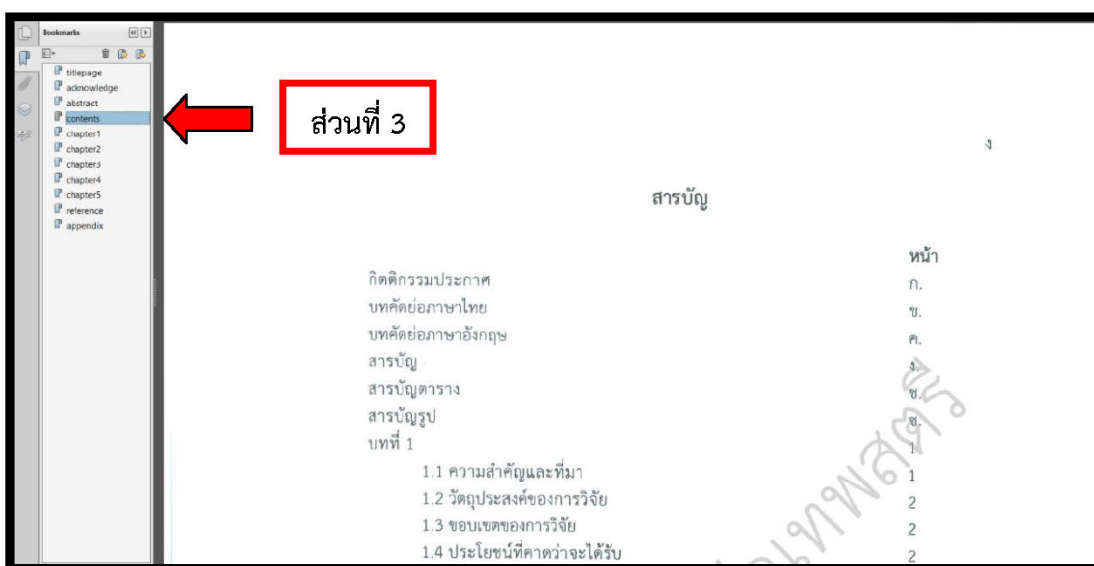 Bookmarks
titlepage
acknowledge
abstract
contents
chapter1
chapter2
chapter3
chapter4
chapter5
reference
appendix
ส่วนที่ 3
ง
สารบัญ
หน้า
กิตติกรรมประกาศ ก.
บทคัดย่อภาษาไทย ข.
บทคัดย่อภาษาอังกฤษ ค.
สารบัญ ง.
สารบัญตาราง ช.
สารบัญรูป ซ.
บทที่ 1 1
1.1 ความสำคัญและที่มา 1
1.2 วัตถุประสงค์ของการวิจัย 2
1.3 ขอบเขตของการวิจัย 2
1.4 ประโยชน์ที่คาดว่าจะได้รับ 2